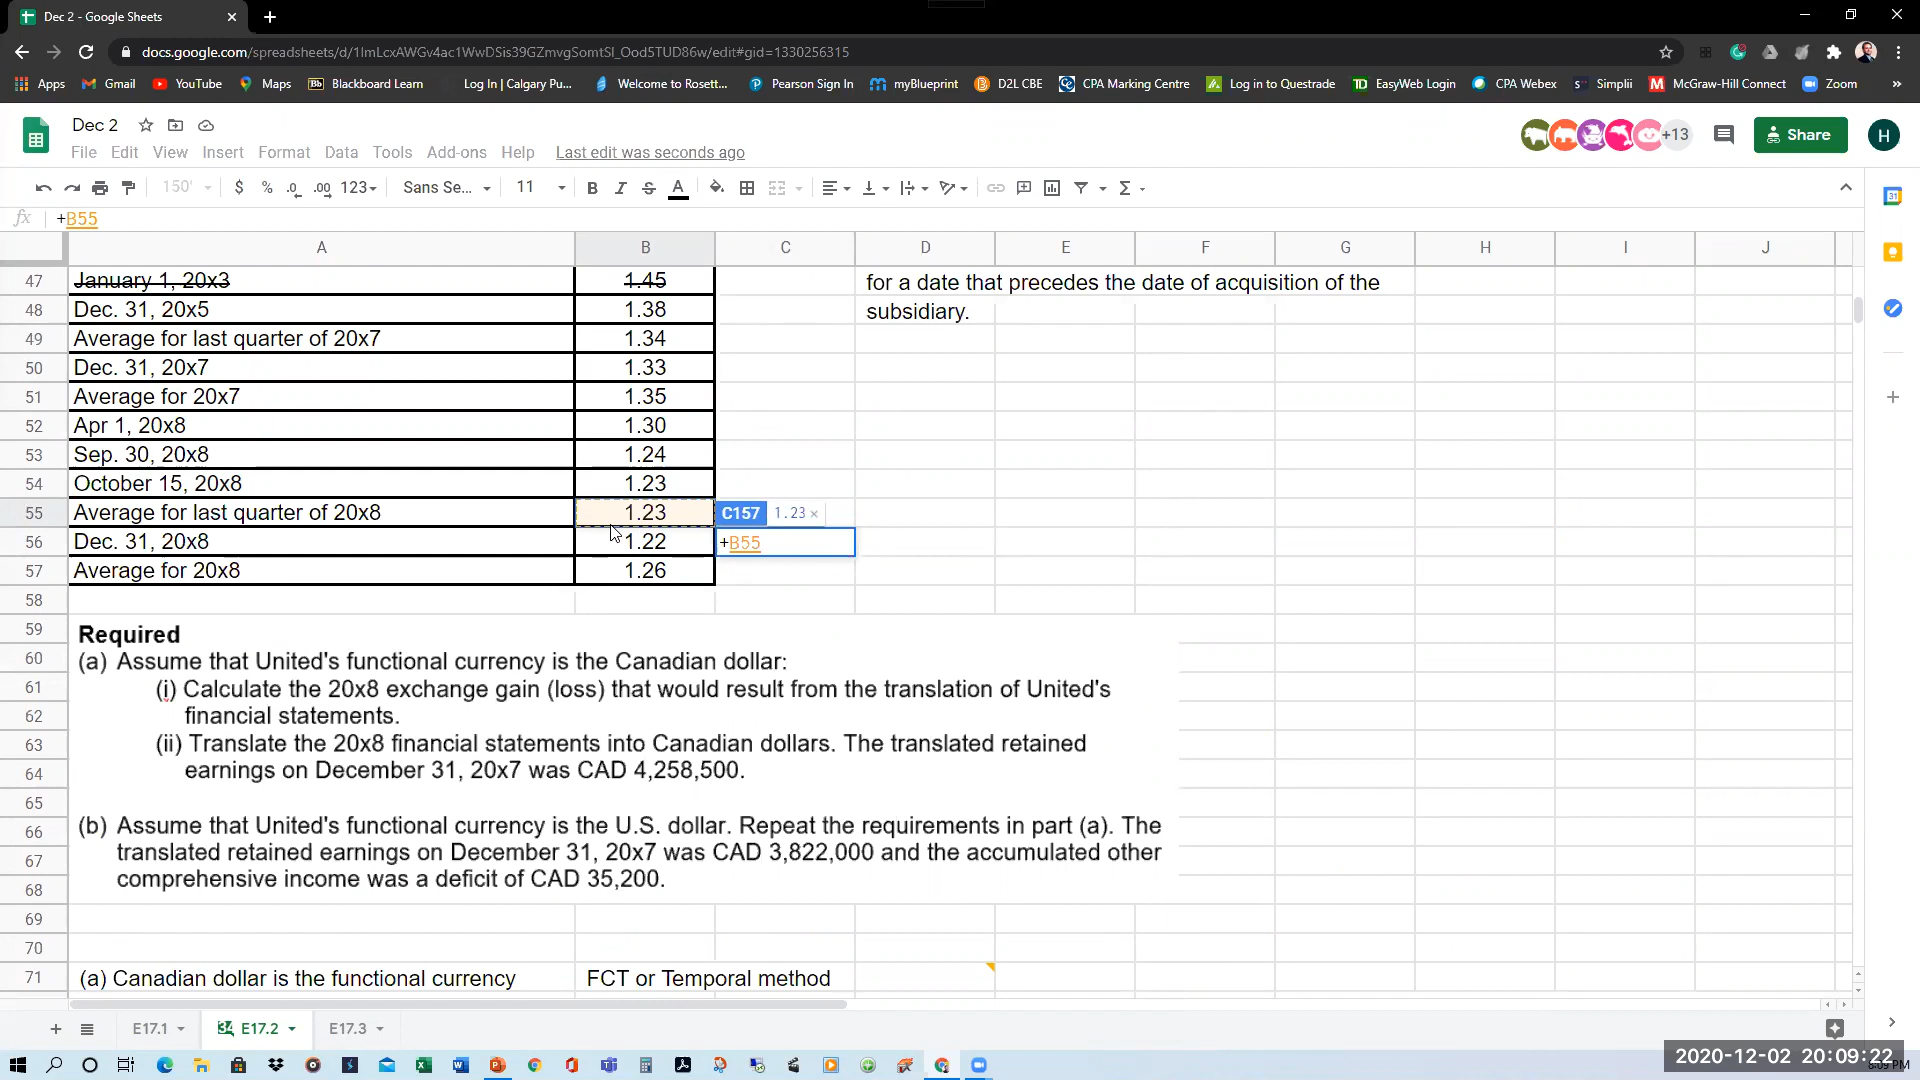 Dec 2 - Google Sheets
docs.google.com/spreadsheets/d/1ImLcxAWGv4ac1WwDSis39GZmvgSomtSl_Ood5TUD86w/edit#gid=1330256315
Apps Gmail YouTube Maps Bb Blackboard Learn Log In | Calgary Pu... Welcome to Rosett... Pearson Sign In myBlueprint D2L CBE CPA Marking Centre Log in to Questrade TD EasyWeb Login CPA Webex Simplii M McGraw-Hill Connect Zoom »
Dec 2
+13 Share H
File Edit View Insert Format Data Tools Add-ons Help Last edit was seconds ago
150% $ % .0 .00 123 Sans Se... 11 B I S A Σ
fx +B55
A B C D E F G H I J
47 January 1, 20x3 1.45 for a date that precedes the date of acquisition of the
48 Dec. 31, 20x5 1.38 subsidiary.
49 Average for last quarter of 20x7 1.34
50 Dec. 31, 20x7 1.33
51 Average for 20x7 1.35
52 Apr 1, 20x8 1.30
53 Sep. 30, 20x8 1.24
54 October 15, 20x8 1.23
55 Average for last quarter of 20x8 1.23 C157 1.23 ×
56 Dec. 31, 20x8 1.22 +B55
57 Average for 20x8 1.26
58
59 Required
60 (a) Assume that United's functional currency is the Canadian dollar:
61 (i) Calculate the 20x8 exchange gain (loss) that would result from the translation of United's
62 financial statements.
63 (ii) Translate the 20x8 financial statements into Canadian dollars. The translated retained
64 earnings on December 31, 20x7 was CAD 4,258,500.
65
66 (b) Assume that United's functional currency is the U.S. dollar. Repeat the requirements in part (a). The
67 translated retained earnings on December 31, 20x7 was CAD 3,822,000 and the accumulated other
68 comprehensive income was a deficit of CAD 35,200.
69
70
71 (a) Canadian dollar is the functional currency FCT or Temporal method
E17.1 E17.2 E17.3
2020-12-02 20:09:22